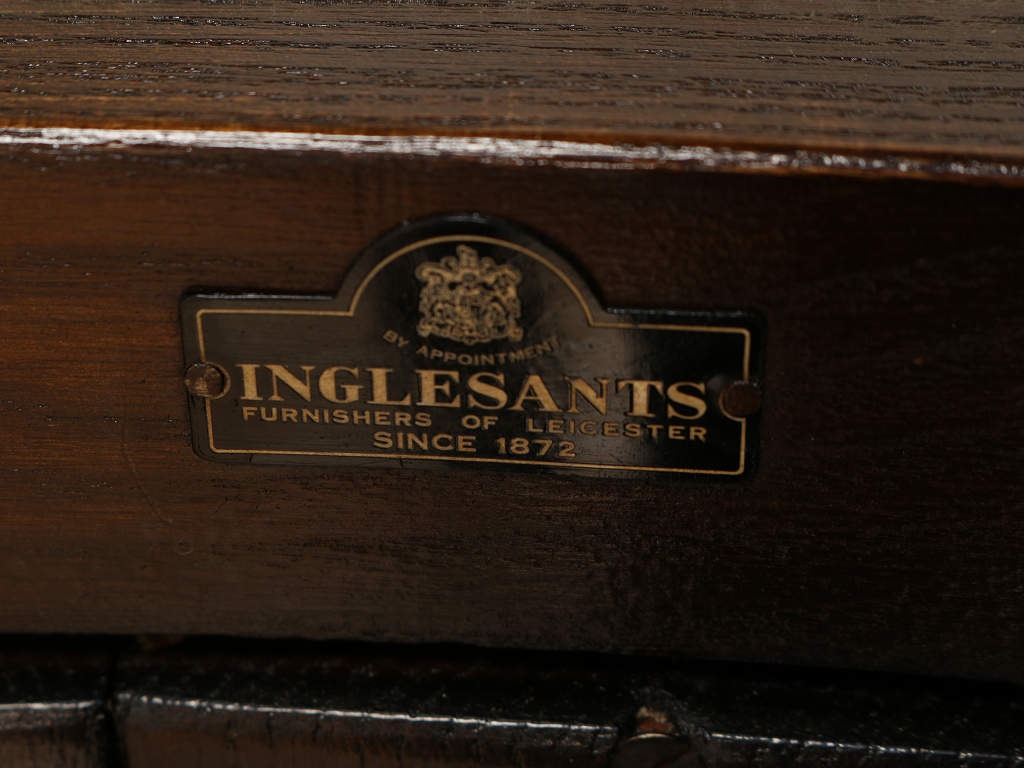 BY APPOINTMENT
INGLESANTS
FURNISHERS OF LEICESTER
SINCE 1872